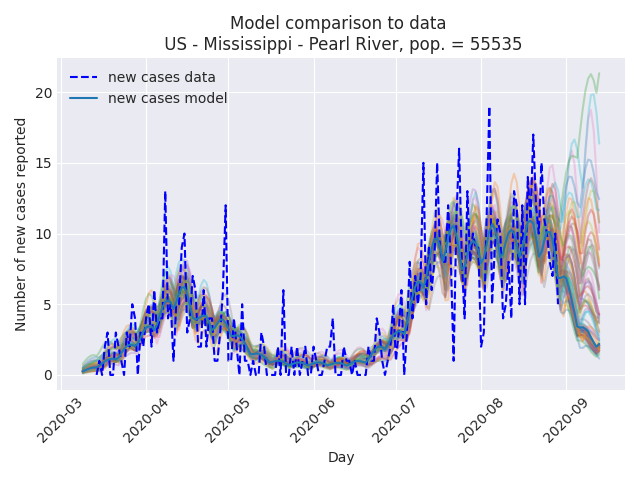 Model comparison to data
US - Mississippi - Pearl River, pop. = 55535
new cases data
new cases model
Number of new cases reported
20
15
10
5
0
2020-03
2020-04
2020-05
2020-06
2020-07
2020-08
2020-09
Day